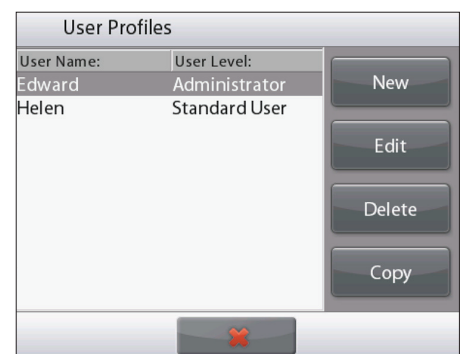 User Profiles
User Name: User Level:
Edward Administrator
Helen Standard User
New
Edit
Delete
Copy